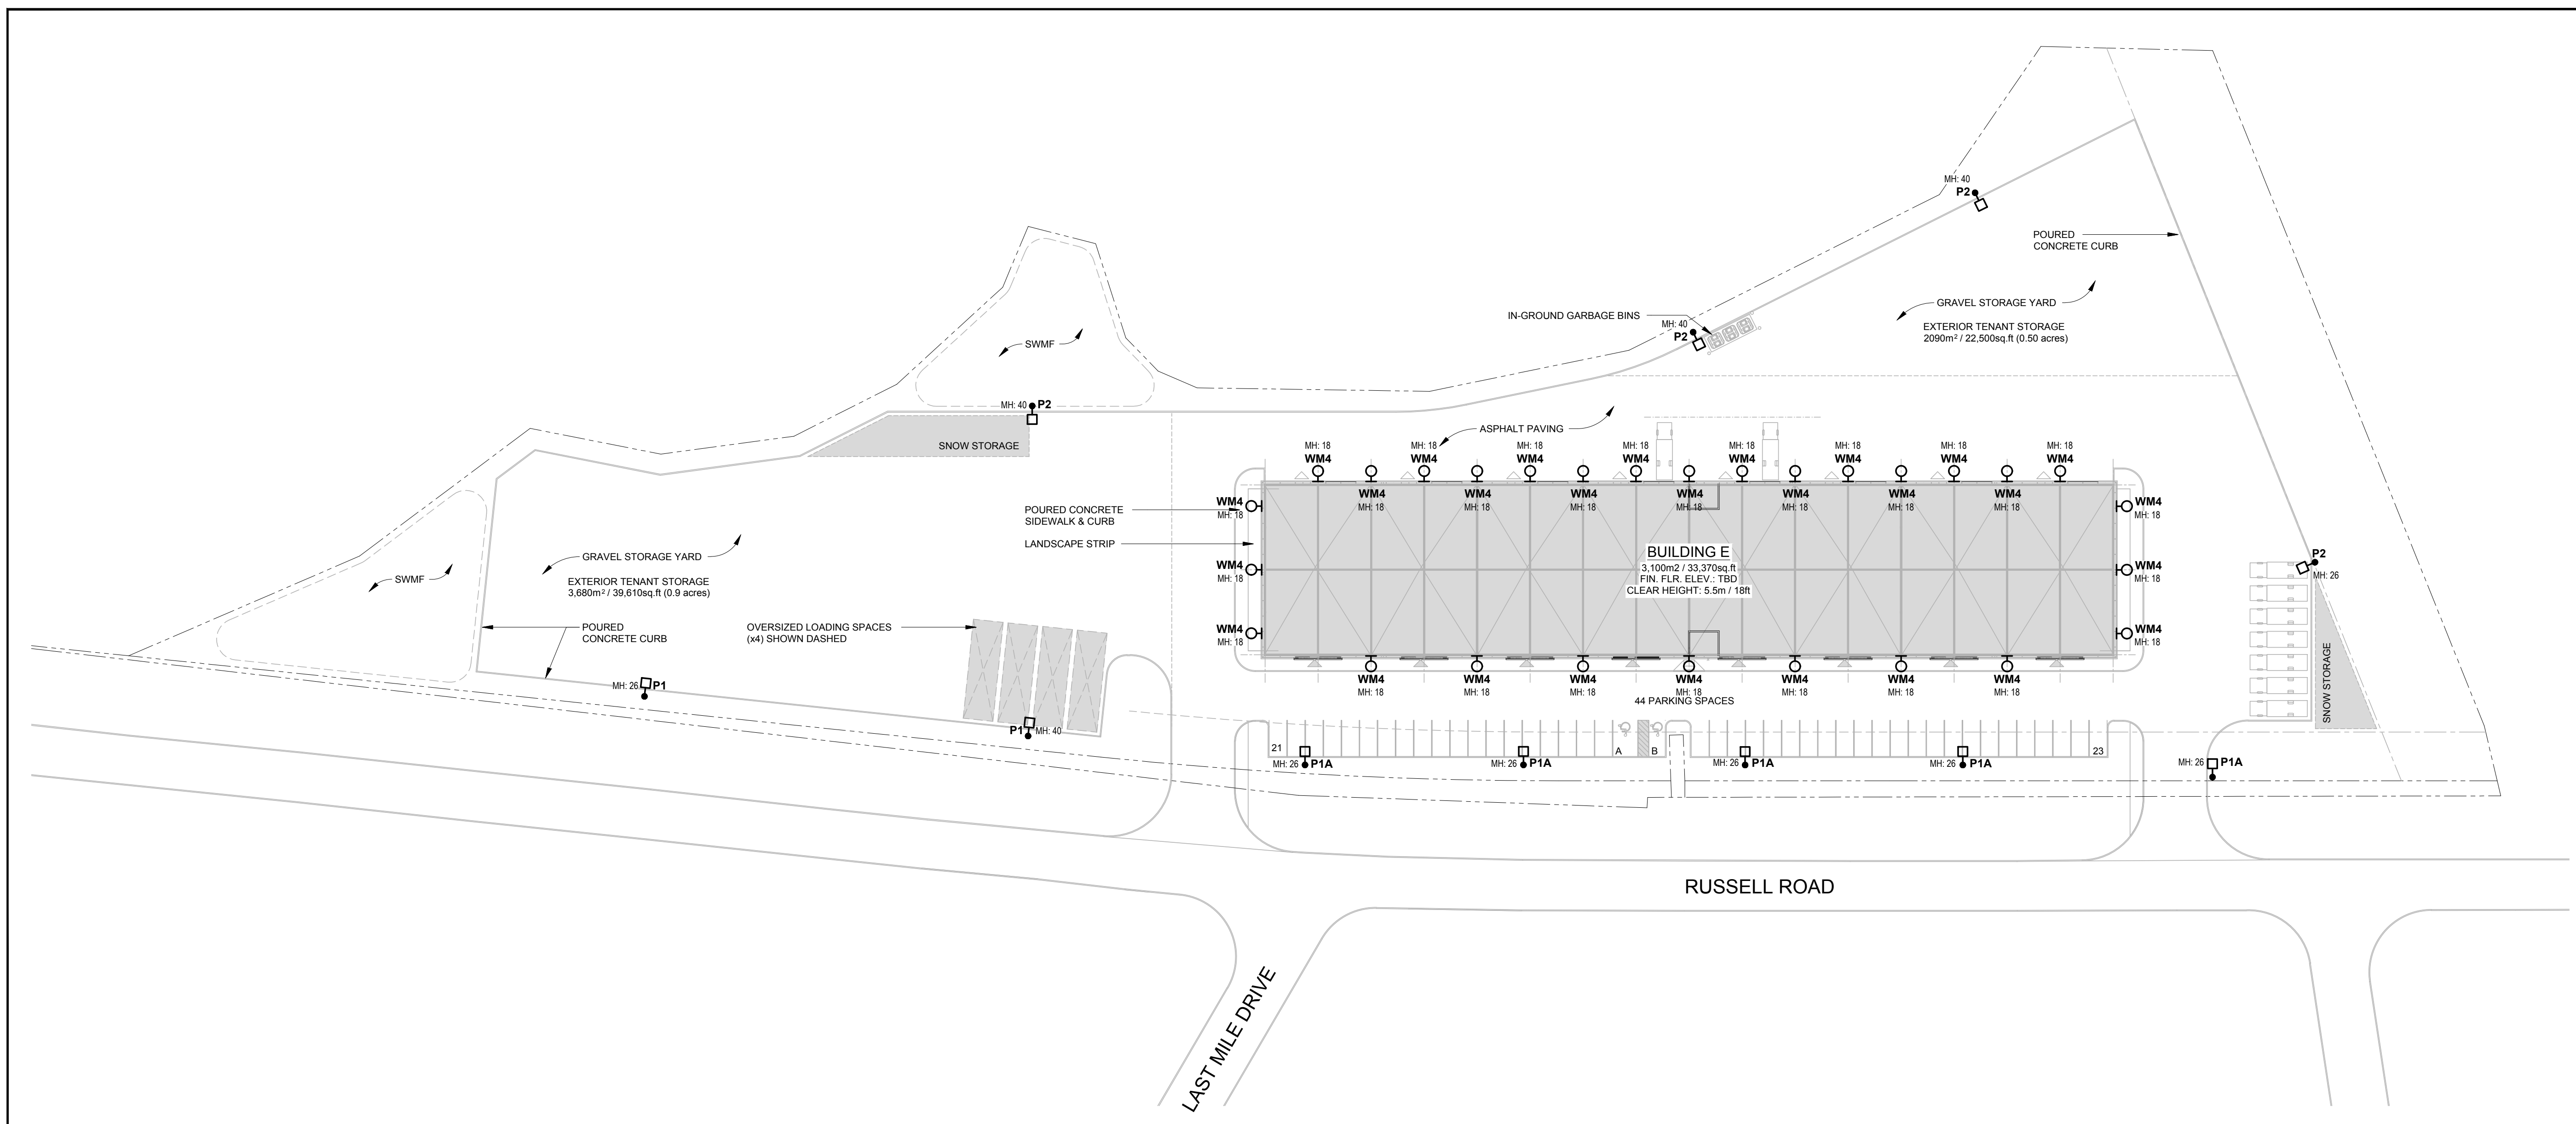 MH: 40
P2
POURED
CONCRETE CURB
GRAVEL STORAGE YARD
EXTERIOR TENANT STORAGE
2090m² / 22,500sq.ft (0.50 acres)
IN-GROUND GARBAGE BINS
MH: 40
P2
SWMF
MH: 40 P2
SNOW STORAGE
ASPHALT PAVING
MH: 18 MH: 18 MH: 18 MH: 18 MH: 18 MH: 18 MH: 18 MH: 18
WM4 WM4 WM4 WM4 WM4 WM4 WM4 WM4
WM4 WM4 WM4 WM4 WM4 WM4 WM4
MH: 18 MH: 18 MH: 18 MH: 18 MH: 18 MH: 18 MH: 18
WM4
MH: 18
WM4
MH: 18
POURED CONCRETE
SIDEWALK & CURB
LANDSCAPE STRIP
BUILDING E
3,100m2 / 33,370sq.ft
FIN. FLR. ELEV.: TBD
CLEAR HEIGHT: 5.5m / 18ft
WM4
MH: 18
WM4
MH: 18
P2
MH: 26
GRAVEL STORAGE YARD
SWMF
EXTERIOR TENANT STORAGE
3,680m² / 39,610sq.ft (0.9 acres)
POURED
CONCRETE CURB
OVERSIZED LOADING SPACES
(x4) SHOWN DASHED
WM4
MH: 18
WM4
MH: 18
SNOW STORAGE
WM4 WM4 WM4 WM4 WM4 WM4 WM4
MH: 18 MH: 18 MH: 18 MH: 18 MH: 18 MH: 18 MH: 18
44 PARKING SPACES
MH: 26 P1
P1 MH: 40
21
A
B
23
MH: 26 P1A
MH: 26 P1A
MH: 26 P1A
MH: 26 P1A
MH: 26 P1A
RUSSELL ROAD
LAST MILE DRIVE